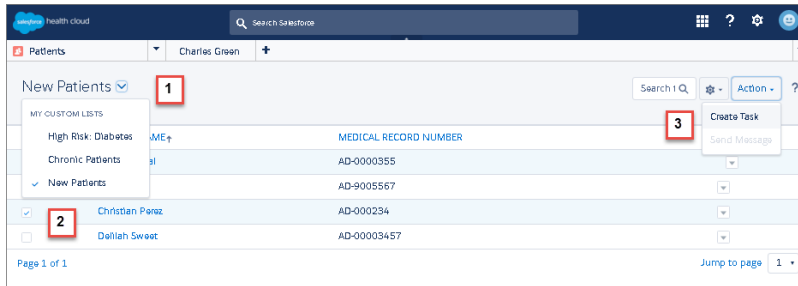 salesforce health cloud
Search Salesforce
?
Patients
Charles Green +
New Patients
1
Search t
Action
?
MY CUSTOM LISTS
High Risk: Diabetes
Chronic Patients
✓ New Patients
3
Create Task
Send Message
AME↑ MEDICAL RECORD NUMBER
al AD-0000355
AD-9005567
2
Christian Perez AD-000234
Delilah Sweet AD-00003457
Page 1 of 1
Jump to page 1